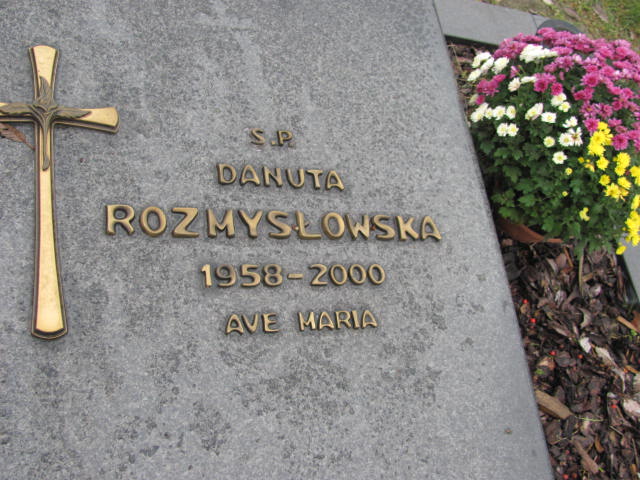 S.P.
DANUTA
ROZMYSŁOWSKA
1958-2000
AVE MARIA